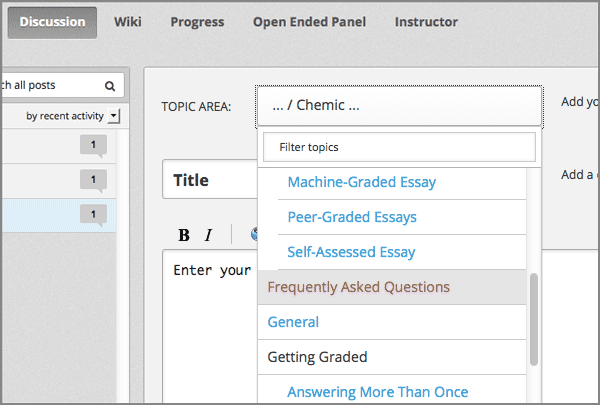 Discussion Wiki Progress Open Ended Panel Instructor
ch all posts
by recent activity
1
1
1
TOPIC AREA:
... / Chemic ...
Add yo
Filter topics
Title
Add a
Machine-Graded Essay
Peer-Graded Essays
Self-Assessed Essay
B I
Enter your
Frequently Asked Questions
General
Getting Graded
Answering More Than Once